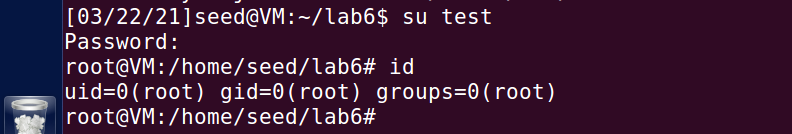 [03/22/21]seed@VM:~/lab6$ su test
Password:
root@VM:/home/seed/lab6# id
uid=0(root) gid=0(root) groups=0(root)
root@VM:/home/seed/lab6#